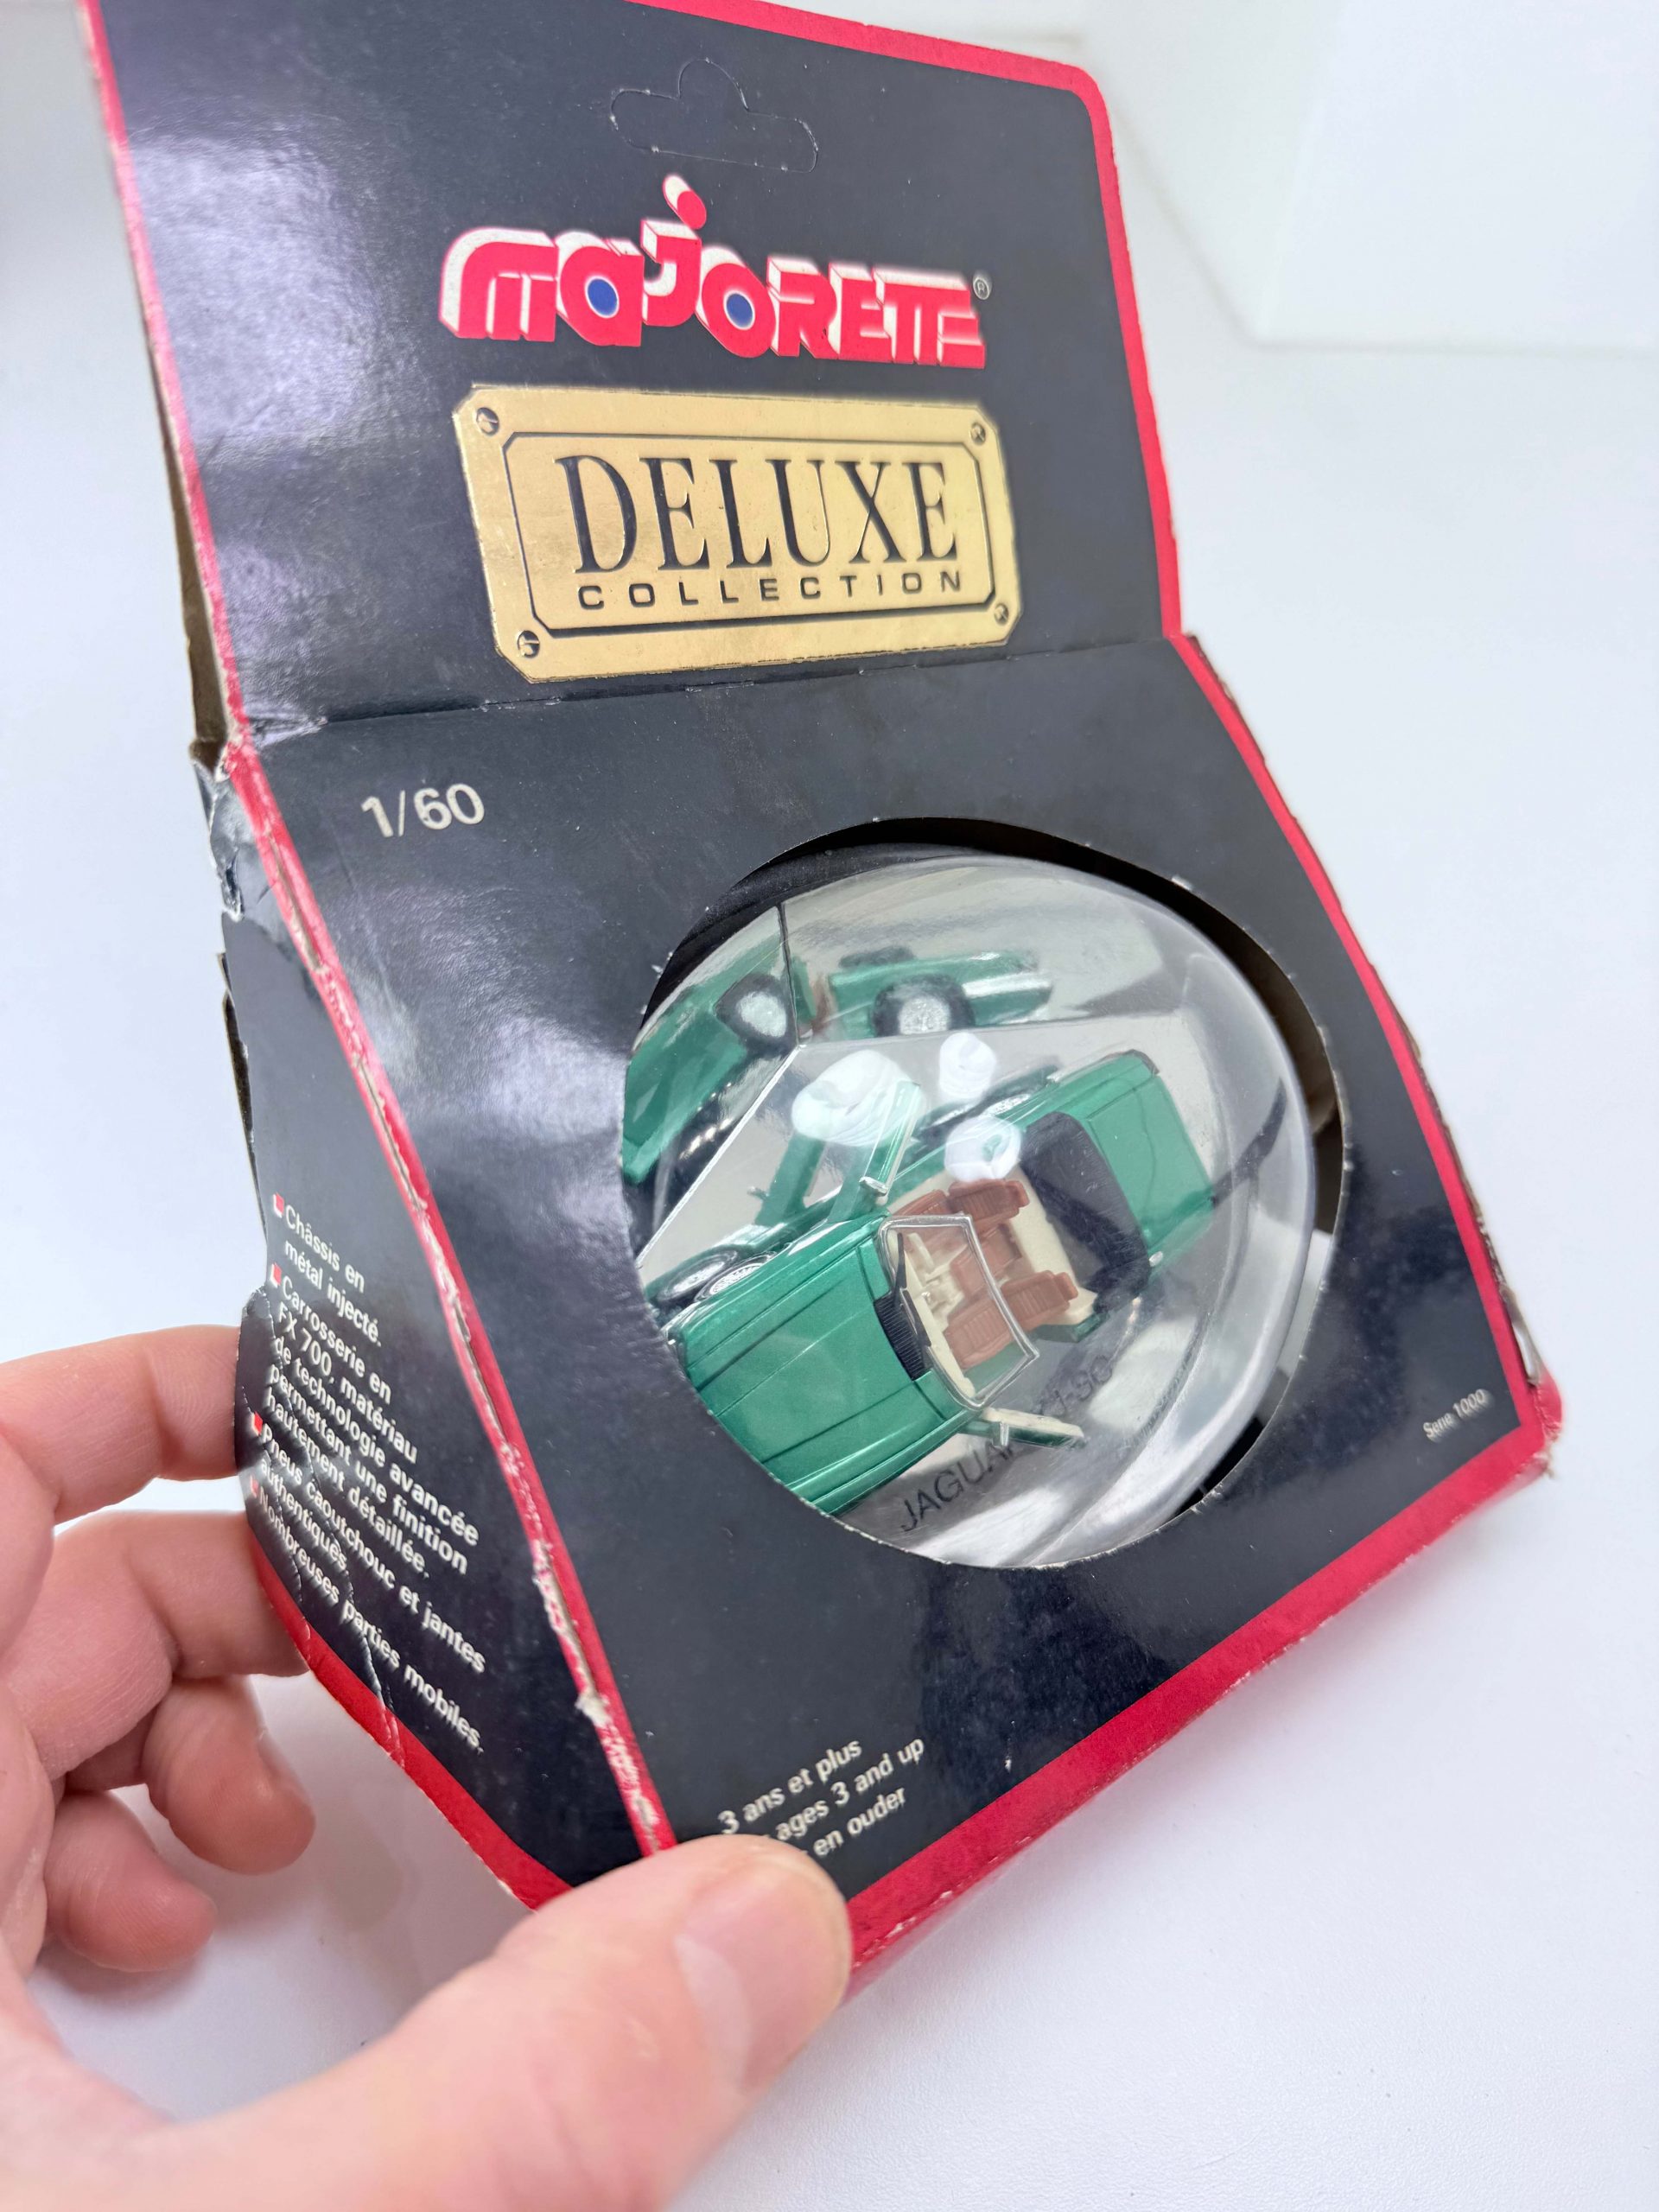 majORETTE®
DELUXE
COLLECTION
1/60
Châssis en
métal injecté.
Carrosserie en
FX 700, matériau
de technologie avancée
permettant une finition
hautement détaillée.
Pneus caoutchouc et jantes
authentiques.
Nombreuses parties mobiles.
JAGUAR
Serie 1000
3 ans et plus
ages 3 and up
en ouder